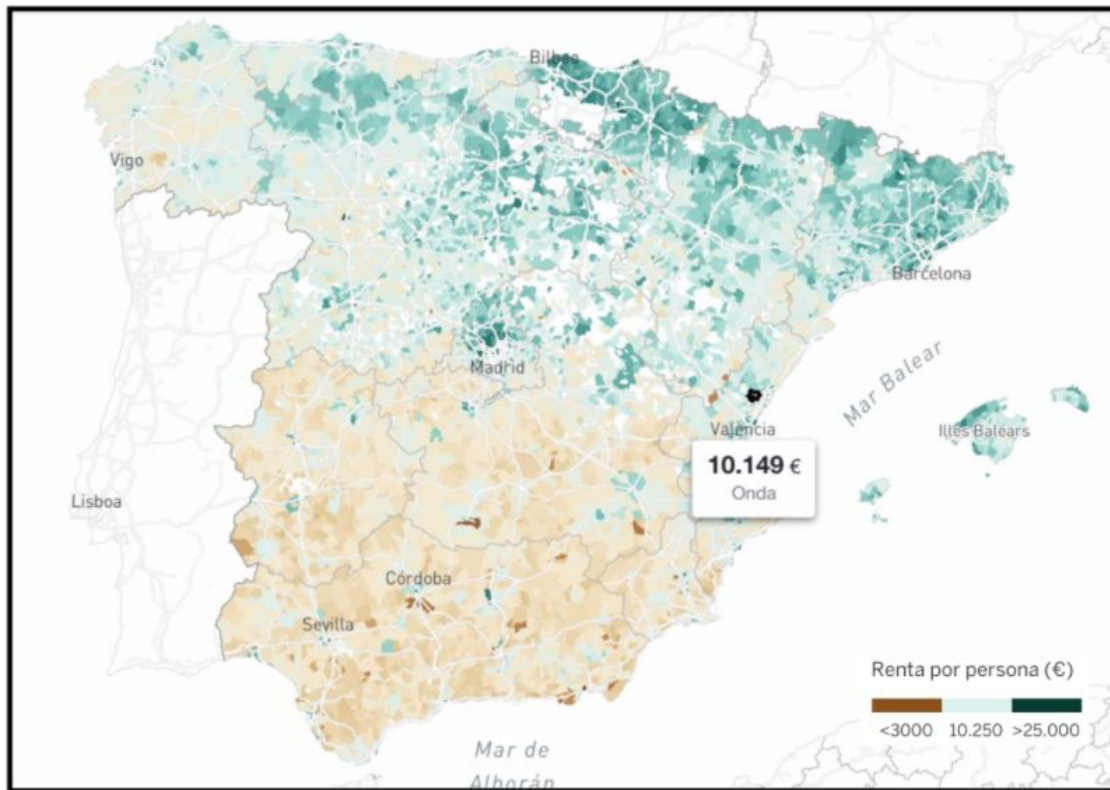 Bilbao
Vigo
Barcelona
Madrid
Mar Balear
València
Illes Balears
10.149 €
Onda
Lisboa
Córdoba
Sevilla
Renta por persona (€)
<3000 10.250 >25.000
Mar de
Alborán